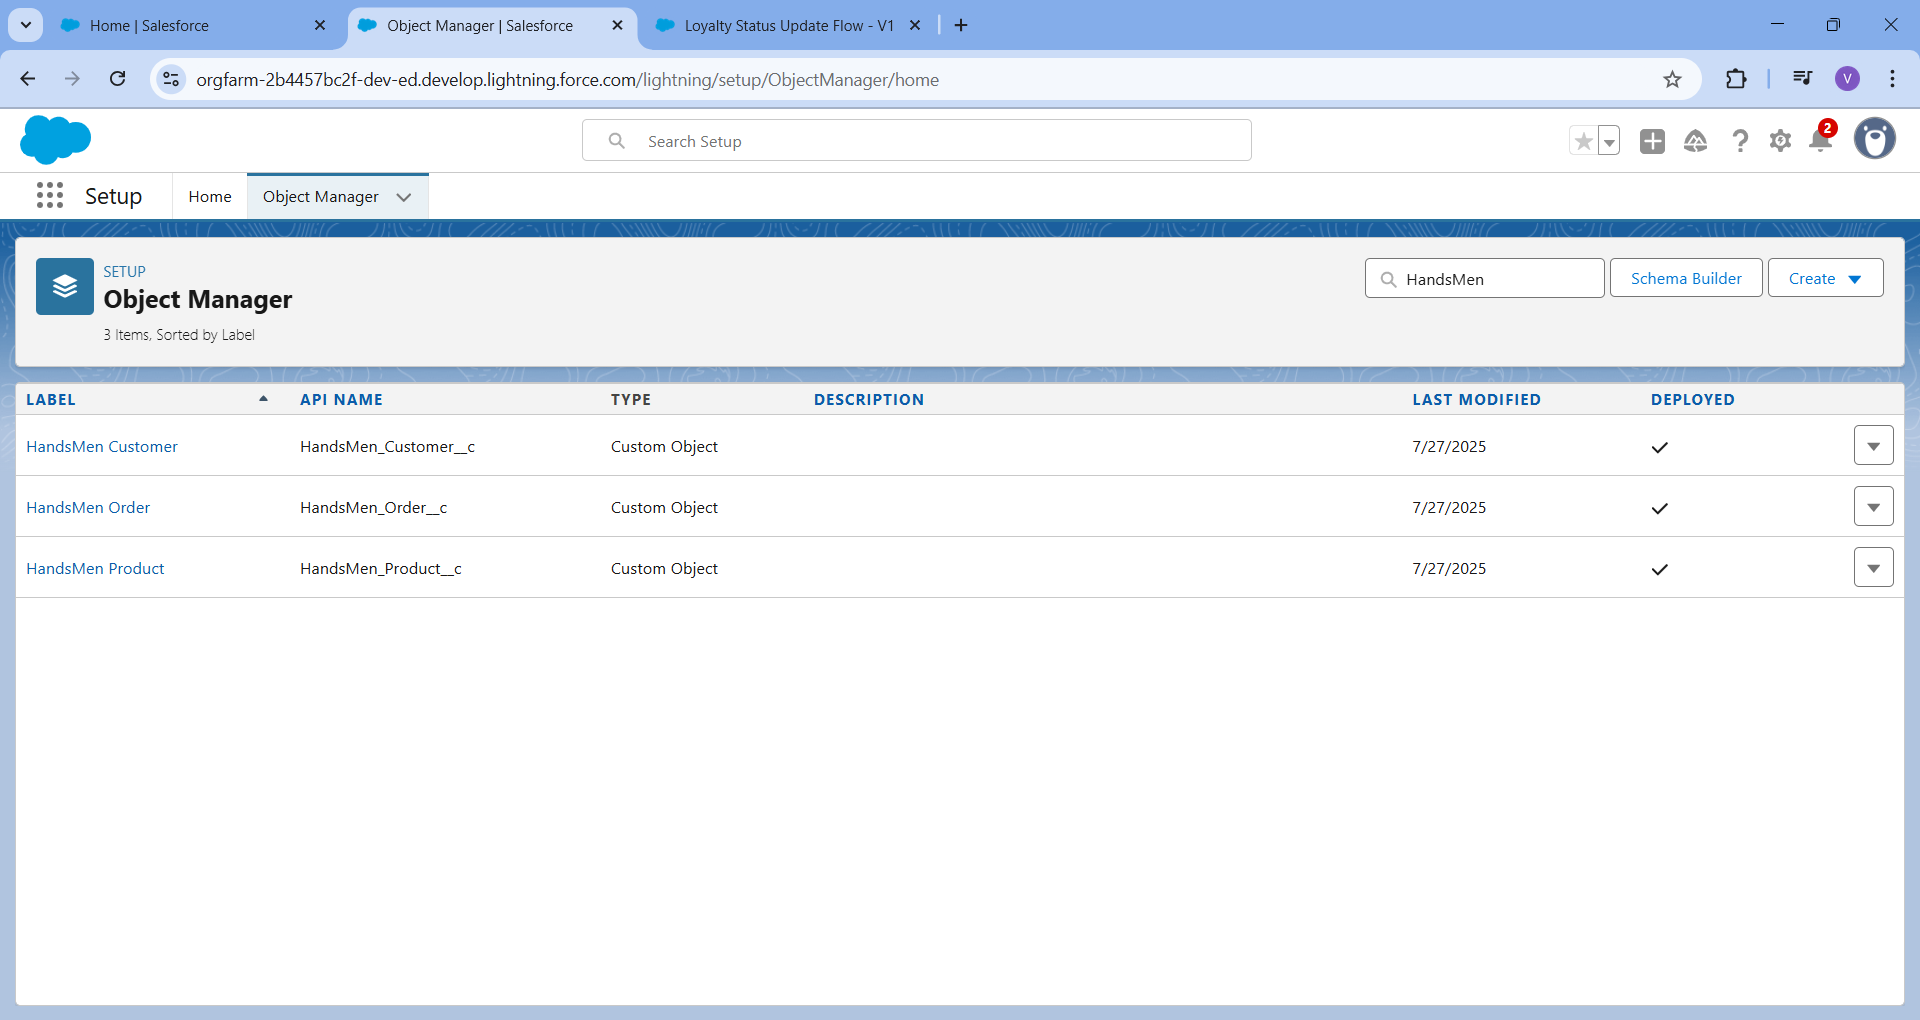 Home | Salesforce
Object Manager | Salesforce
Loyalty Status Update Flow - V1
orgfarm-2b4457bc2f-dev-ed.develop.lightning.force.com/lightning/setup/ObjectManager/home
V
Search Setup
2
Setup
Home
Object Manager
SETUP
Object Manager
3 Items, Sorted by Label
HandsMen
Schema Builder
Create
LABEL API NAME TYPE DESCRIPTION LAST MODIFIED DEPLOYED
HandsMen Customer HandsMen_Customer__c Custom Object 7/27/2025
HandsMen Order HandsMen_Order__c Custom Object 7/27/2025
HandsMen Product HandsMen_Product__c Custom Object 7/27/2025